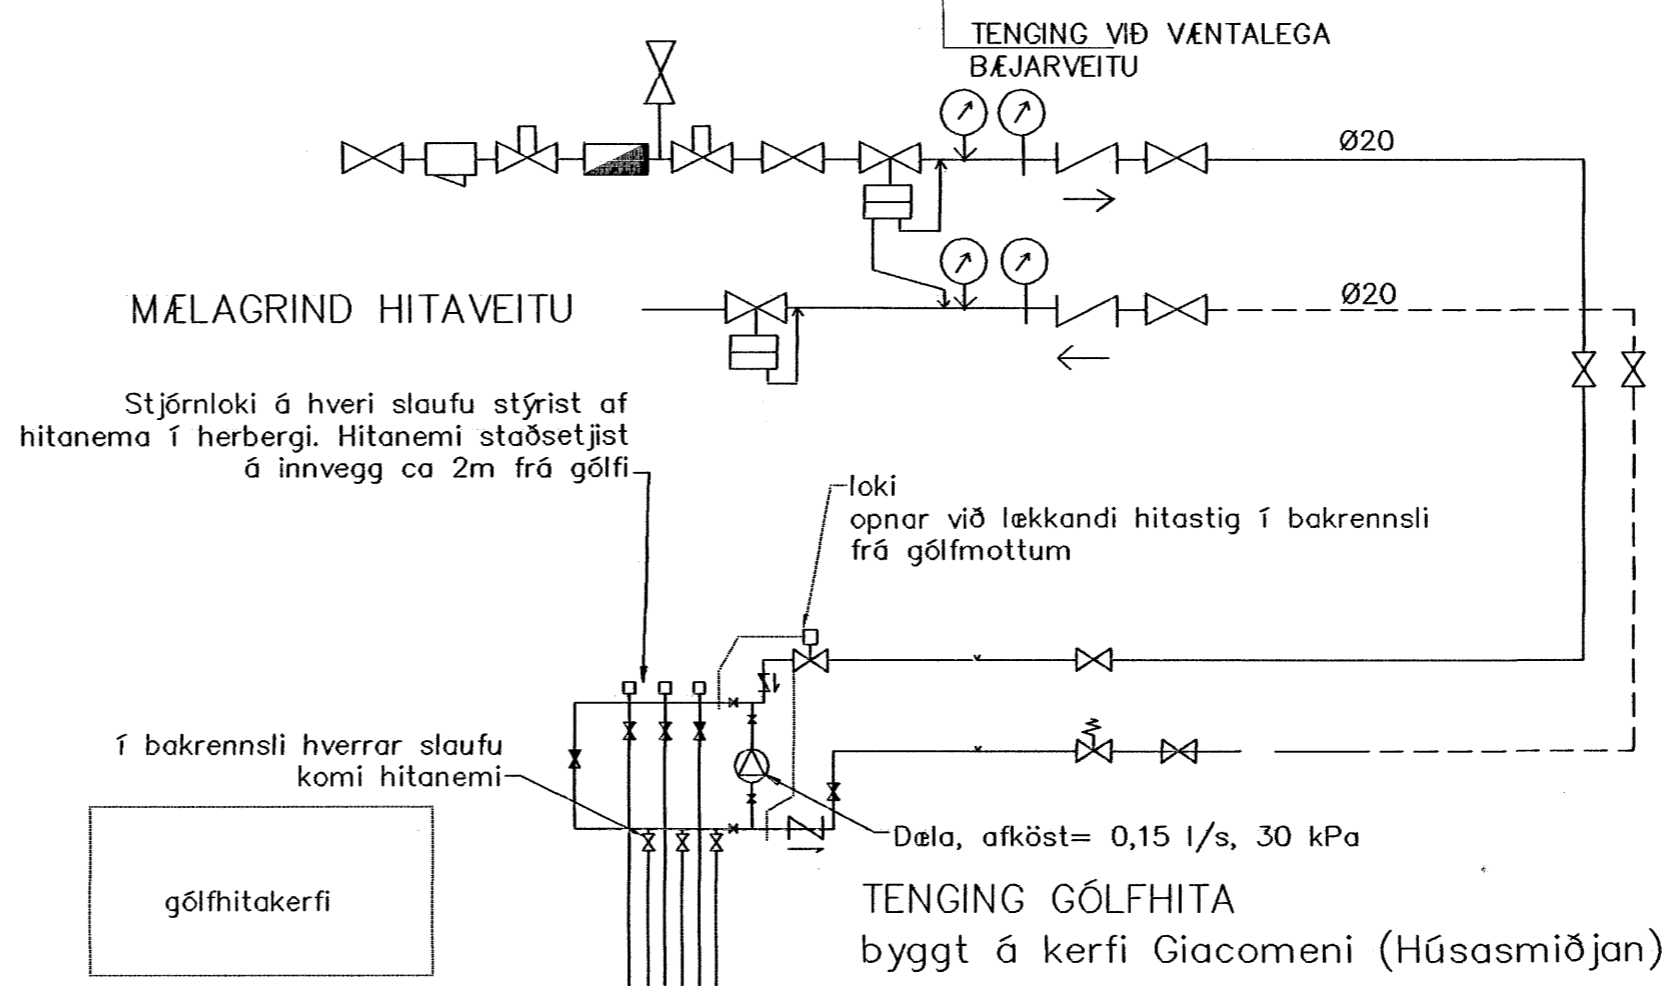 TENGING VIÐ VÆNTALEGA
BÆJARVEITU
Ø20
Ø20
MÆLAGRIND HITAVEITU
Stjórnloki á hveri slaufu stýrist af
hitanema í herbergi. Hitanemi staðsetjist
á innvegg ca 2m frá gólfi
loki
opnar við lækkandi hitastig í bakrennsli
frá gólfmottum
í bakrennsli hverrar slaufu
komi hitanemi
Dæla, afköst= 0,15 l/s, 30 kPa
gólfhitakerfi
TENGING GÓLFHITA
byggt á kerfi Giacomeni (Húsasmiðjan)